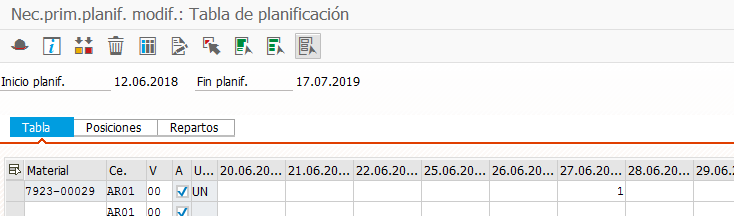 Nec.prim.planif. modif.: Tabla de planificación
Inicio planif. 12.06.2018 Fin planif. 17.07.2019
Tabla Posiciones Repartos
Material Ce. V A U... 20.06.20... 21.06.20... 22.06.20... 25.06.20... 26.06.20... 27.06.20... 28.06.20... 29.06.20...
7923-00029 AR01 00 UN 1
AR01 00